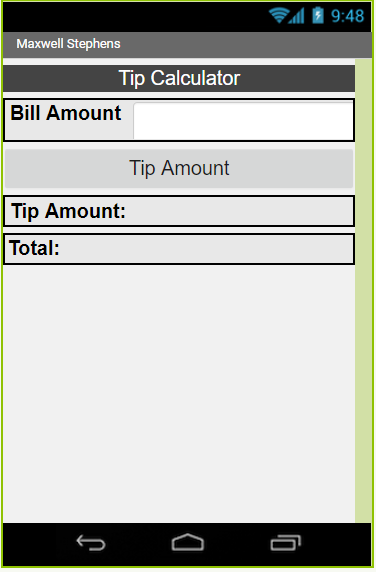 9:48
Maxwell Stephens
Tip Calculator
Bill Amount
Tip Amount
Tip Amount:
Total: